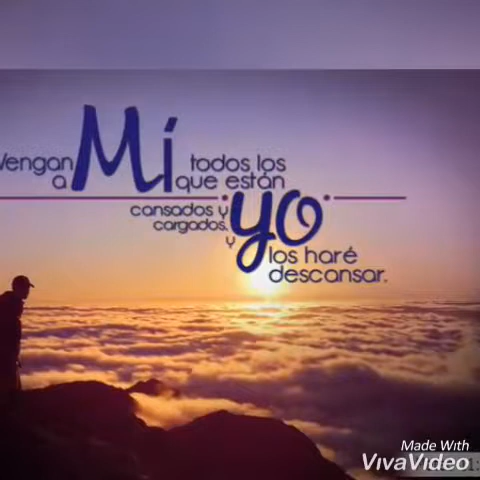 Vengan a Mí todos los
que están
cansados y
cargados,
y yo
los haré
descansar.
Made With
VivaVideo